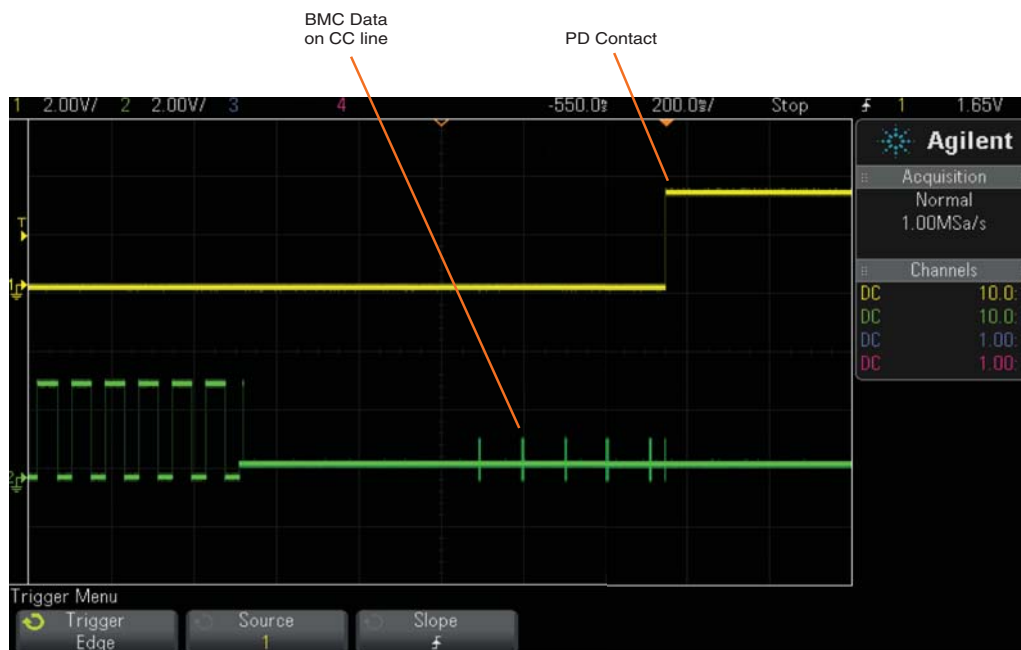 BMC Data
on CC line
PD Contact
1 2.00V/ 2 2.00V/ 3 4 -550.0ms 200.0ms/ Stop 1 1.65V
T
1
2
Agilent
Acquisition
Normal
1.00MSa/s
Channels
DC 10.0:
DC 10.0:
DC 1.00:
DC 1.00:
Trigger Menu
Trigger
Edge
Source
1
Slope